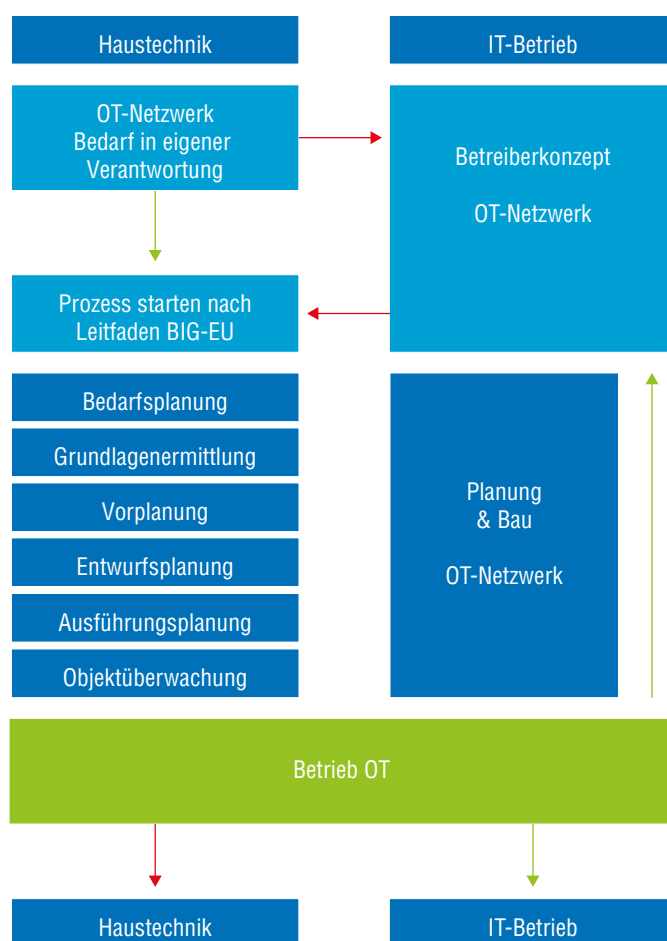 Haustechnik
IT-Betrieb
OT-Netzwerk
Bedarf in eigener
Verantwortung
Betreiberkonzept
OT-Netzwerk
Prozess starten nach
Leitfaden BIG-EU
Bedarfsplanung
Grundlagenermittlung
Vorplanung
Entwurfsplanung
Ausführungsplanung
Objektüberwachung
Planung
& Bau
OT-Netzwerk
Betrieb OT
Haustechnik
IT-Betrieb